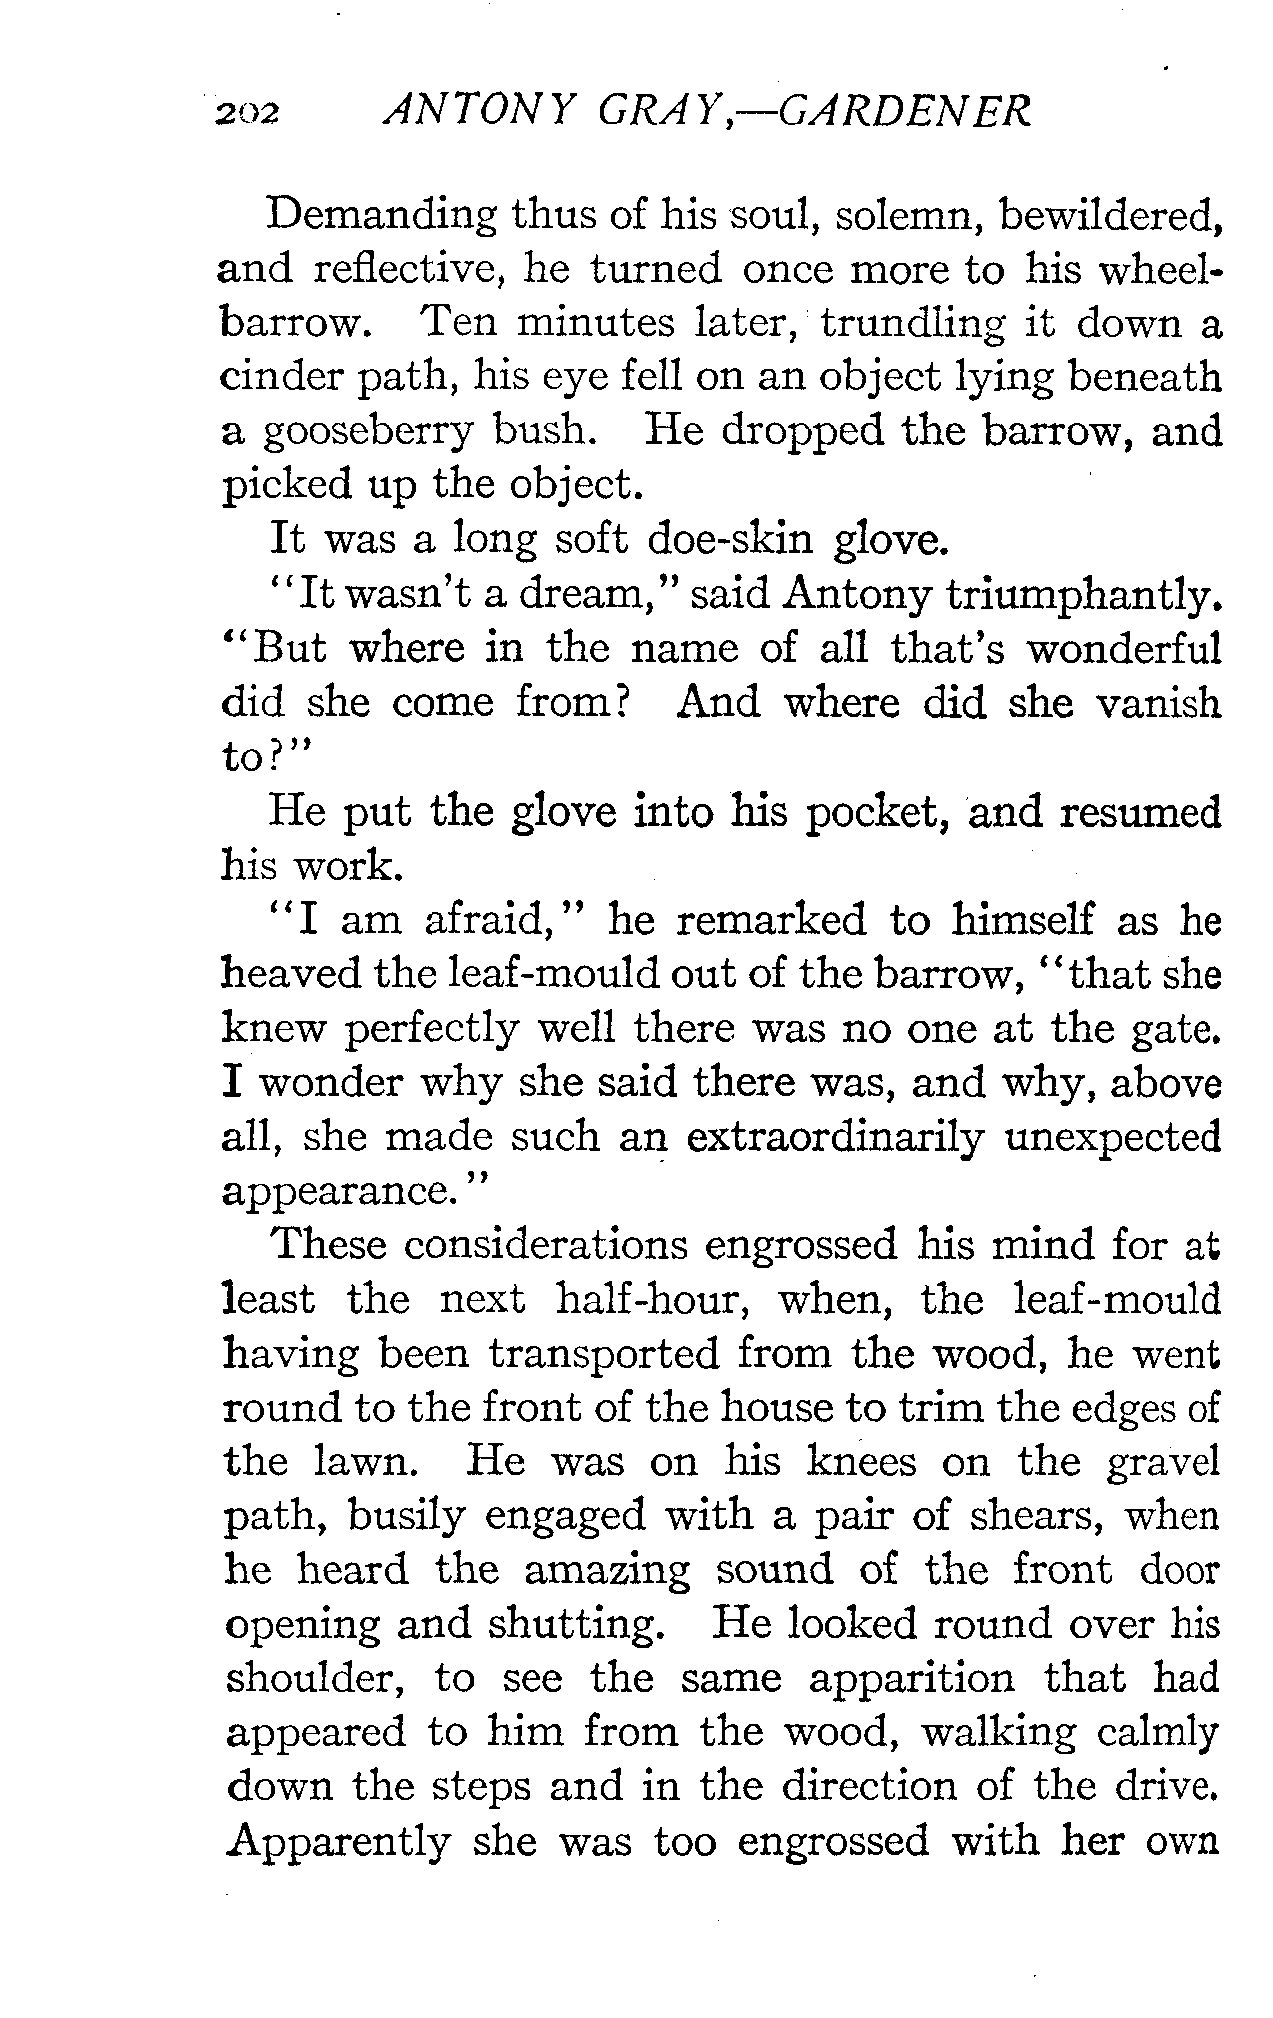 202 ANTONY GRAY,—GARDENER
Demanding thus of his soul, solemn, bewildered,
and reflective, he turned once more to his wheel-
barrow. Ten minutes later, trundling it down a
cinder path, his eye fell on an object lying beneath
a gooseberry bush. He dropped the barrow, and
picked up the object.
It was a long soft doe-skin glove.
"It wasn't a dream," said Antony triumphantly.
"But where in the name of all that's wonderful
did she come from? And where did she vanish
to?"
He put the glove into his pocket, and resumed
his work.
"I am afraid," he remarked to himself as he
heaved the leaf-mould out of the barrow, "that she
knew perfectly well there was no one at the gate.
I wonder why she said there was, and why, above
all, she made such an extraordinarily unexpected
appearance."
These considerations engrossed his mind for at
least the next half-hour, when, the leaf-mould
having been transported from the wood, he went
round to the front of the house to trim the edges of
the lawn. He was on his knees on the gravel
path, busily engaged with a pair of shears, when
he heard the amazing sound of the front door
opening and shutting. He looked round over his
shoulder, to see the same apparition that had
appeared to him from the wood, walking calmly
down the steps and in the direction of the drive.
Apparently she was too engrossed with her own